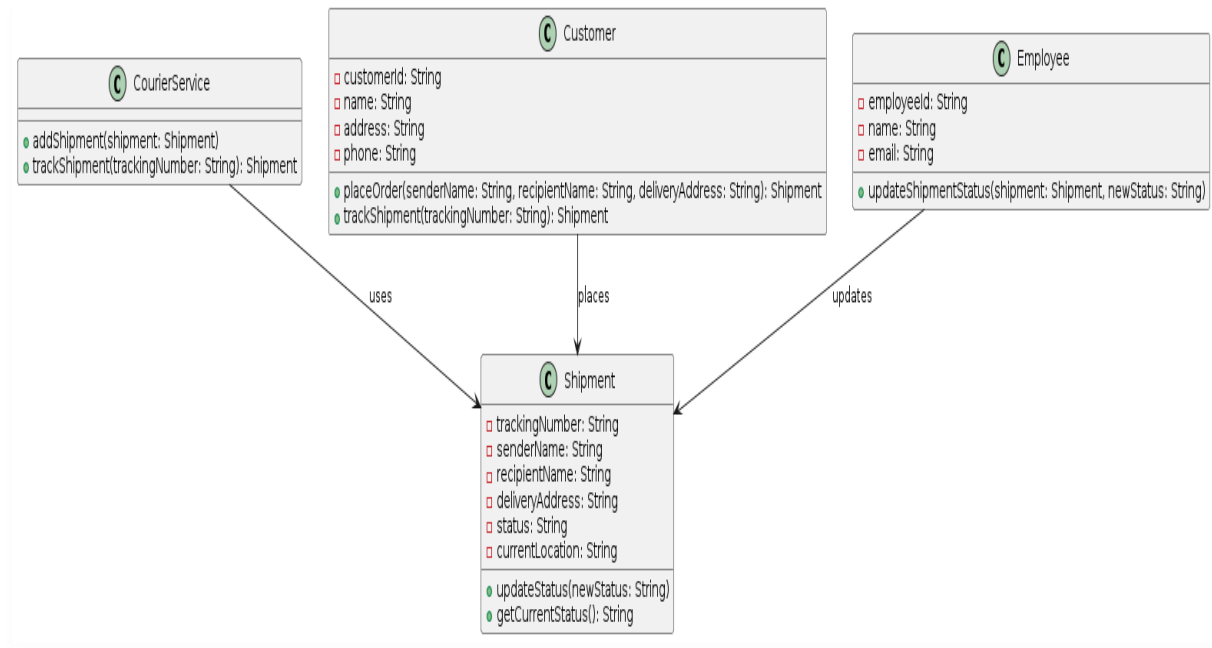 C CourierService
addShipment(shipment: Shipment)
trackShipment(trackingNumber: String): Shipment
C Customer
customerId: String
name: String
address: String
phone: String
placeOrder(senderName: String, recipientName: String, deliveryAddress: String): Shipment
trackShipment(trackingNumber: String): Shipment
C Employee
employeeId: String
name: String
email: String
updateShipmentStatus(shipment: Shipment, newStatus: String)
uses
places
updates
C Shipment
trackingNumber: String
senderName: String
recipientName: String
deliveryAddress: String
status: String
currentLocation: String
updateStatus(newStatus: String)
getCurrentStatus(): String